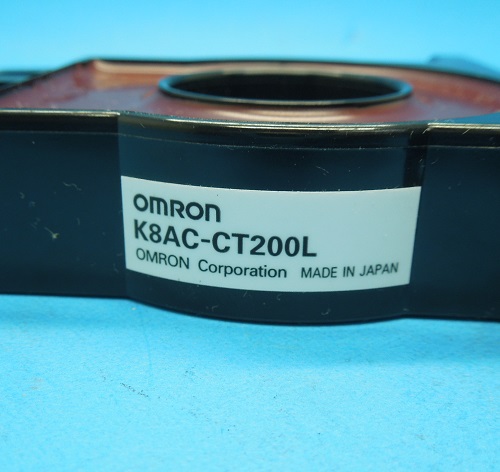 OMRON
K8AC-CT200L
OMRON Corporation MADE IN JAPAN